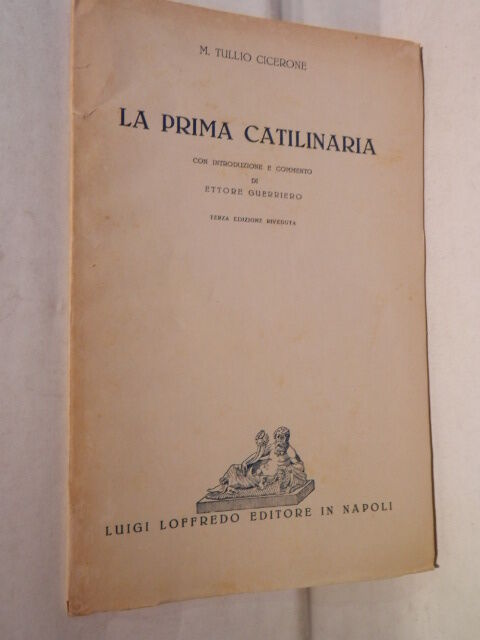 M. TULLIO CICERONE
LA PRIMA CATILINARIA
CON INTRODUZIONE E COMMENTO
DI
ETTORE GUERRIERO
TERZA EDIZIONE RIVEDUTA
LUIGI LOFFREDO EDITORE IN NAPOLI